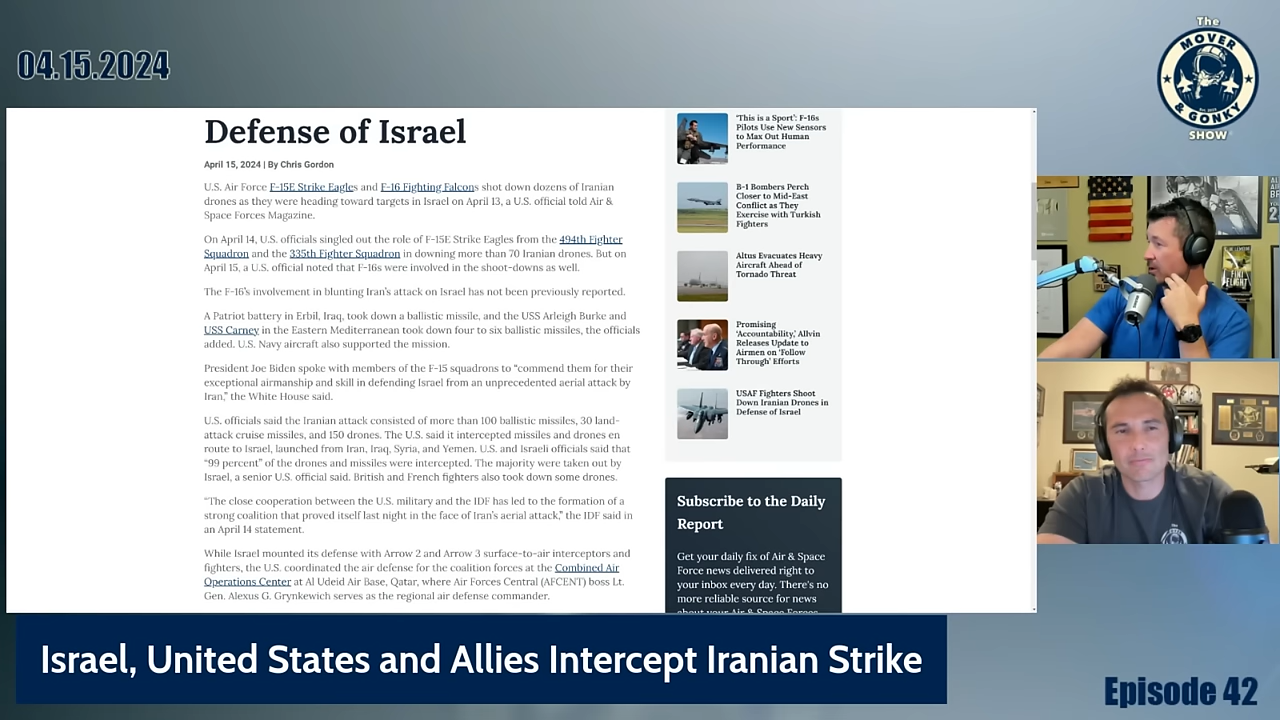 04.15.2024
The
MOVER
& GONKY
SHOW
Defense of Israel
April 15, 2024 | By Chris Gordon
U.S. Air Force F-15E Strike Eagles and F-16 Fighting Falcons shot down dozens of Iranian
drones as they were heading toward targets in Israel on April 13, a U.S. official told Air &
Space Forces Magazine.
On April 14, U.S. officials singled out the role of F-15E Strike Eagles from the 494th Fighter
Squadron and the 335th Fighter Squadron in downing more than 70 Iranian drones. But on
April 15, a U.S. official noted that F-16s were involved in the shoot-downs as well.
The F-16's involvement in blunting Iran's attack on Israel has not been previously reported.
A Patriot battery in Erbil, Iraq, took down a ballistic missile, and the USS Arleigh Burke and
USS Carney in the Eastern Mediterranean took down four to six ballistic missiles, the officials
added. U.S. Navy aircraft also supported the mission.
President Joe Biden spoke with members of the F-15 squadrons to “commend them for their
exceptional airmanship and skill in defending Israel from an unprecedented aerial attack by
Iran,” the White House said.
U.S. officials said the Iranian attack consisted of more than 100 ballistic missiles, 30 land-
attack cruise missiles, and 150 drones. The U.S. said it intercepted missiles and drones en
route to Israel, launched from Iran, Iraq, Syria, and Yemen. U.S. and Israeli officials said that
“99 percent” of the drones and missiles were intercepted. The majority were taken out by
Israel, a senior U.S. official said. British and French fighters also took down some drones.
“The close cooperation between the U.S. military and the IDF has led to the formation of a
strong coalition that proved itself last night in the face of Iran's aerial attack,” the IDF said in
an April 14 statement.
While Israel mounted its defense with Arrow 2 and Arrow 3 surface-to-air interceptors and
fighters, the U.S. coordinated the air defense for the coalition forces at the Combined Air
Operations Center at Al Udeid Air Base, Qatar, where Air Forces Central (AFCENT) boss Lt.
Gen. Alexus G. Grynkewich serves as the regional air defense commander.
‘This is a Sport’: F-16s
Pilots Use New Sensors
to Max Out Human
Performance
B-1 Bombers Perch
Closer to Mid-East
Conflict as They
Exercise with Turkish
Fighters
Altus Evacuates Heavy
Aircraft Ahead of
Tornado Threat
Promising
‘Accountability,’ Allvin
Releases Update to
Airmen on ‘Follow
Through’ Efforts
USAF Fighters Shoot
Down Iranian Drones in
Defense of Israel
Subscribe to the Daily
Report
Get your daily fix of Air & Space
Force news delivered right to
your inbox every day. There's no
more reliable source for news
about your Air & Space Forces
FINI
FLIGHT
Israel, United States and Allies Intercept Iranian Strike
Episode 42